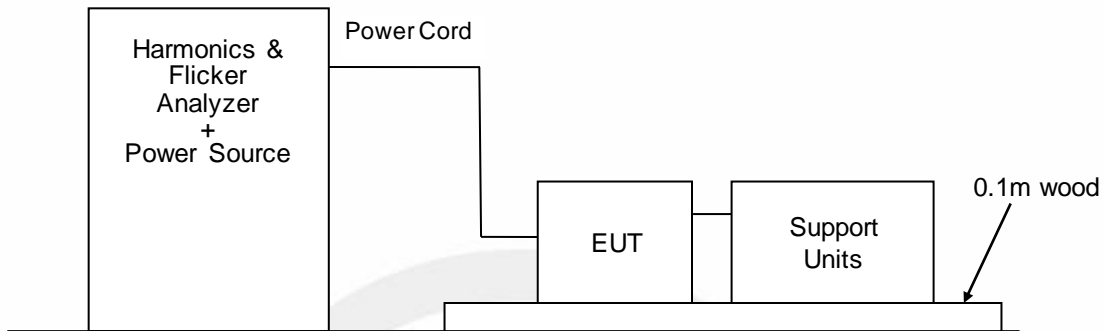 Harmonics &
Flicker
Analyzer
+
Power Source
Power Cord
EUT
Support
Units
0.1m wood